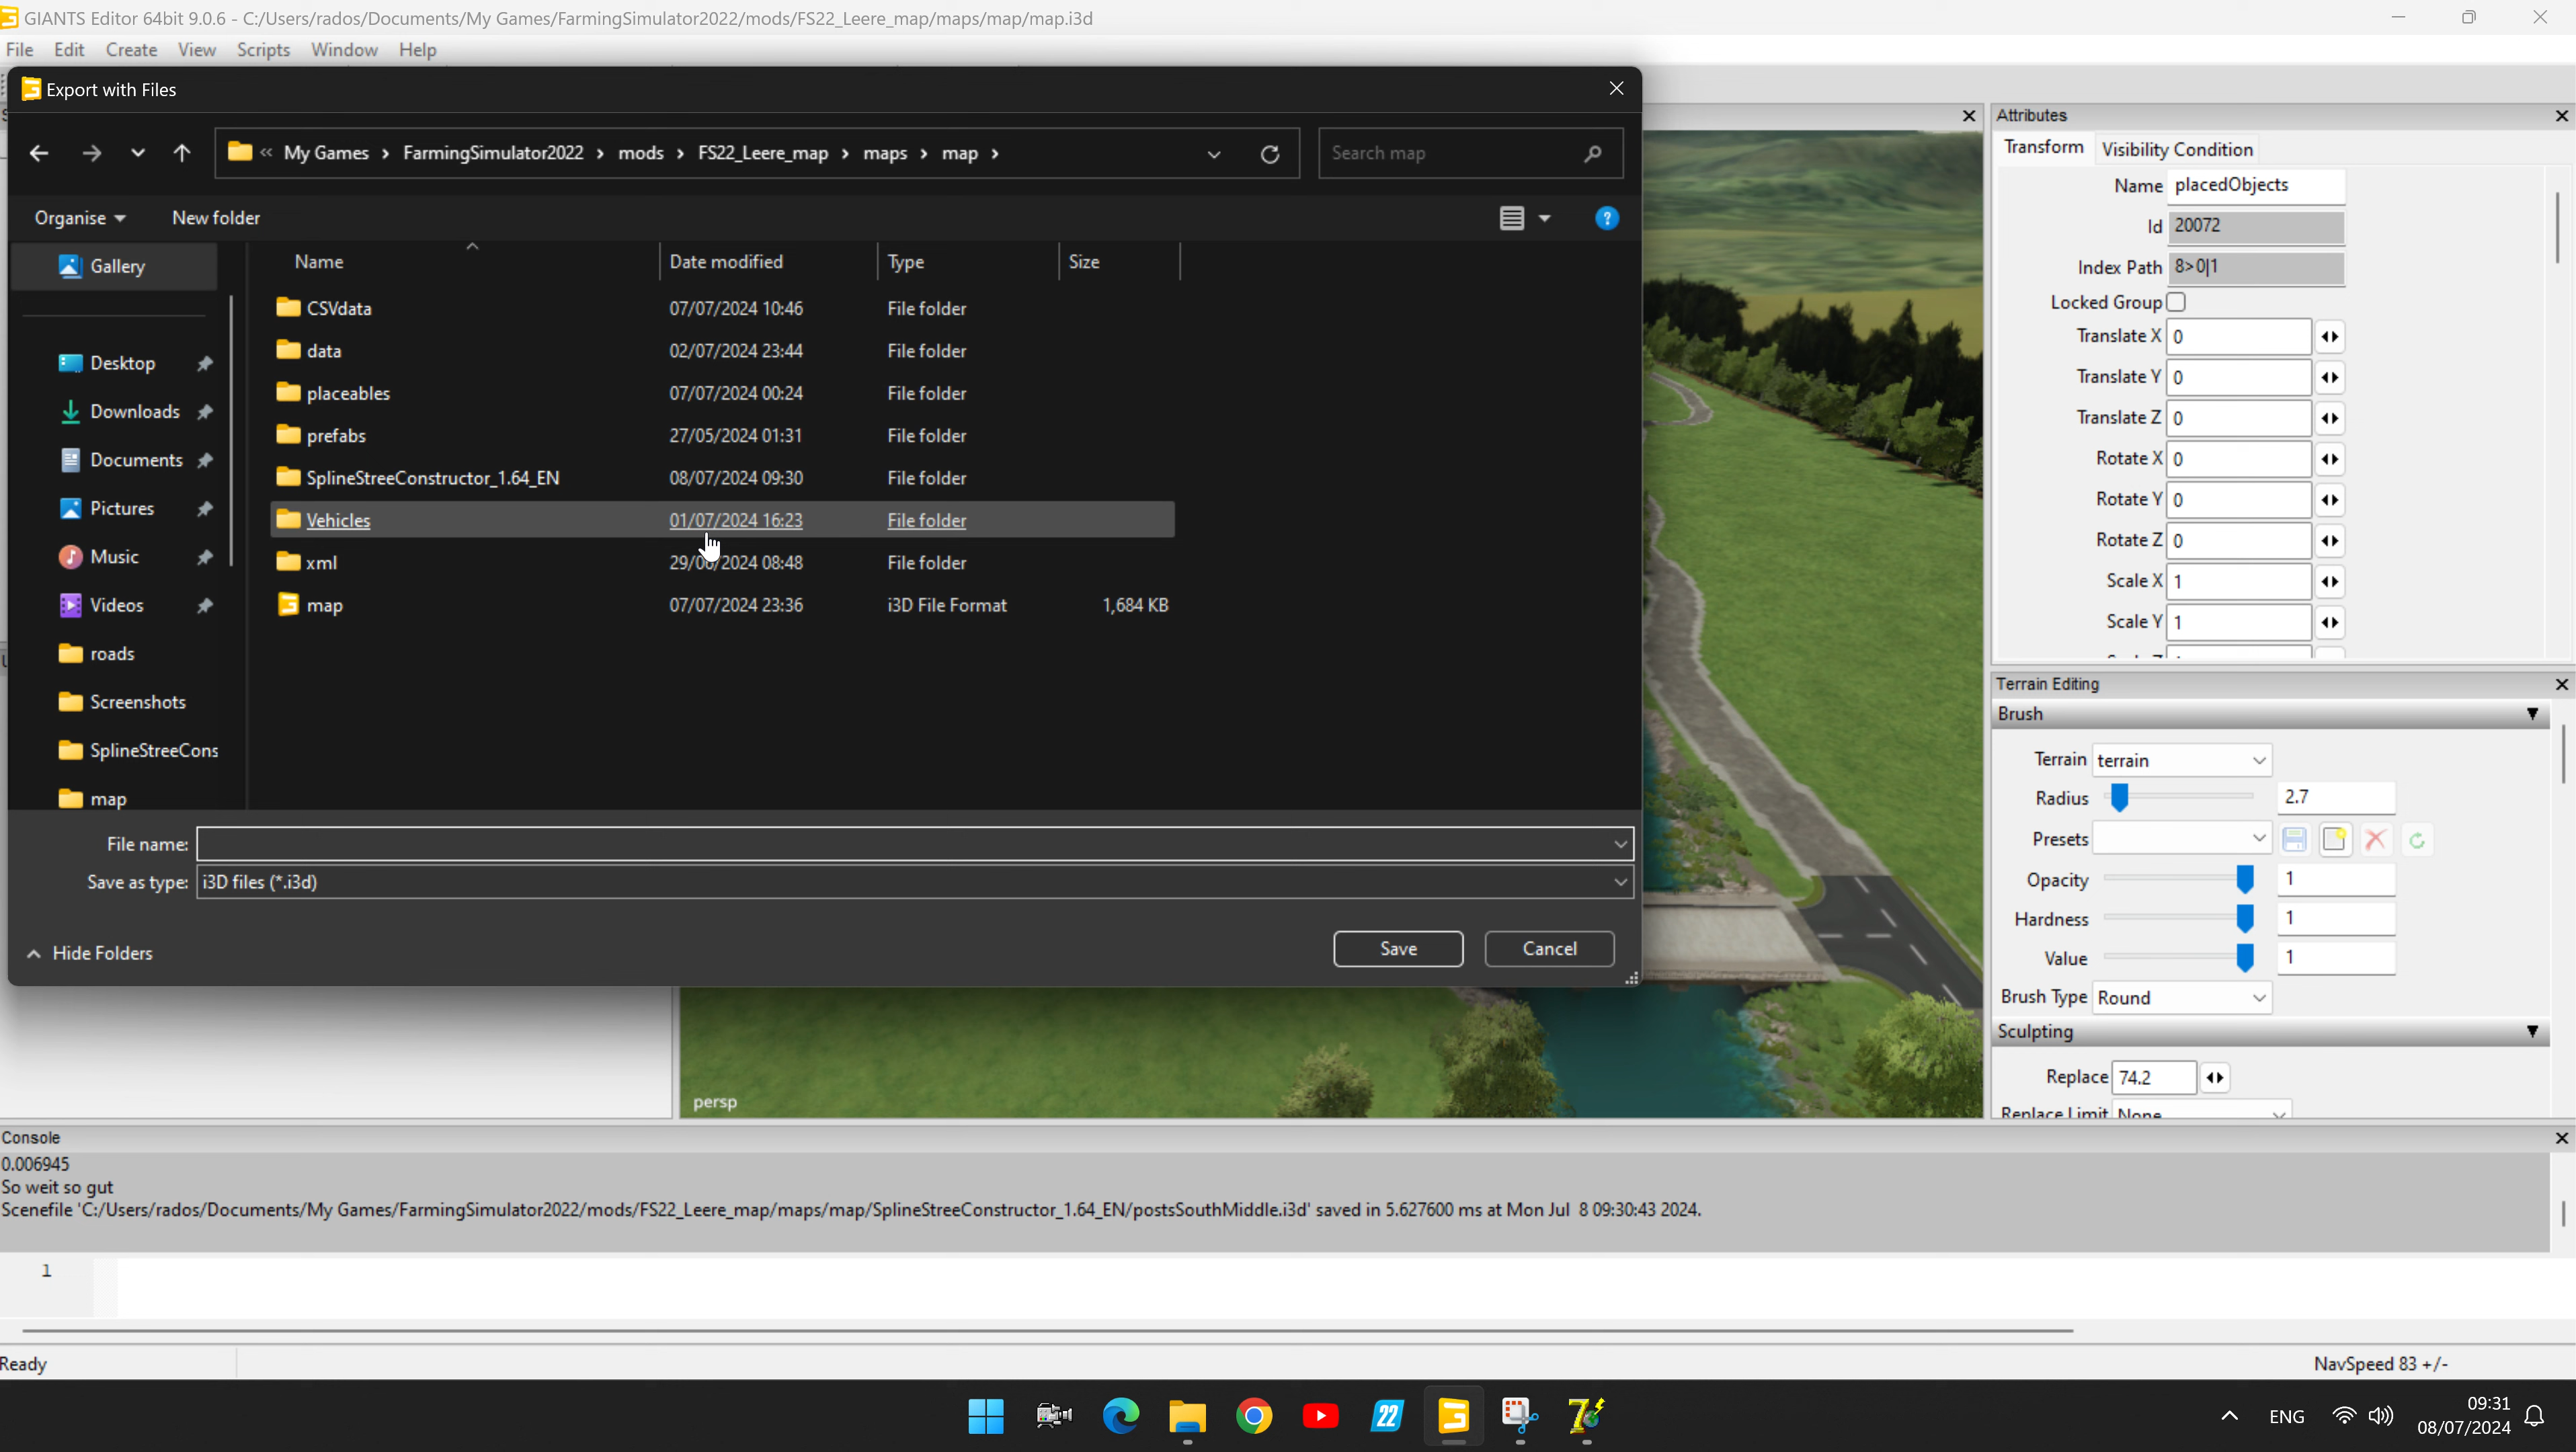 GIANTS Editor 64bit 9.0.6 - C:/Users/rados/Documents/My Games/FarmingSimulator2022/mods/FS22_Leere_map/maps/map/map.i3d
File Edit Create View Scripts Window Help
Export with Files
« My Games › FarmingSimulator2022 › mods › FS22_Leere_map › maps › map ›
Search map
Organise
New folder
Gallery
Desktop
Downloads
Documents
Pictures
Music
Videos
roads
Screenshots
SplineStreeCons
map
Name Date modified Type Size
CSVdata 07/07/2024 10:46 File folder
data 02/07/2024 23:44 File folder
placeables 07/07/2024 00:24 File folder
prefabs 27/05/2024 01:31 File folder
SplineStreeConstructor_1.64_EN 08/07/2024 09:30 File folder
Vehicles 01/07/2024 16:23 File folder
xml 29/06/2024 08:48 File folder
map 07/07/2024 23:36 i3D File Format 1,684 KB
File name:
Save as type: i3D files (*.i3d)
Hide Folders
Save
Cancel
Attributes
Transform Visibility Condition
Name placedObjects
Id 20072
Index Path 8>0|1
Locked Group
Translate X 0
Translate Y 0
Translate Z 0
Rotate X 0
Rotate Y 0
Rotate Z 0
Scale X 1
Scale Y 1
Terrain Editing
Brush
Terrain terrain
Radius 2.7
Presets
Opacity 1
Hardness 1
Value 1
Brush Type Round
Sculpting
Replace 74.2
Replace Limit None
persp
Console
0.006945
So weit so gut
Scenefile 'C:/Users/rados/Documents/My Games/FarmingSimulator2022/mods/FS22_Leere_map/maps/map/SplineStreeConstructor_1.64_EN/postsSouthMiddle.i3d' saved in 5.627600 ms at Mon Jul 8 09:30:43 2024.
1
Ready
NavSpeed 83 +/-
22
ENG
09:31
08/07/2024